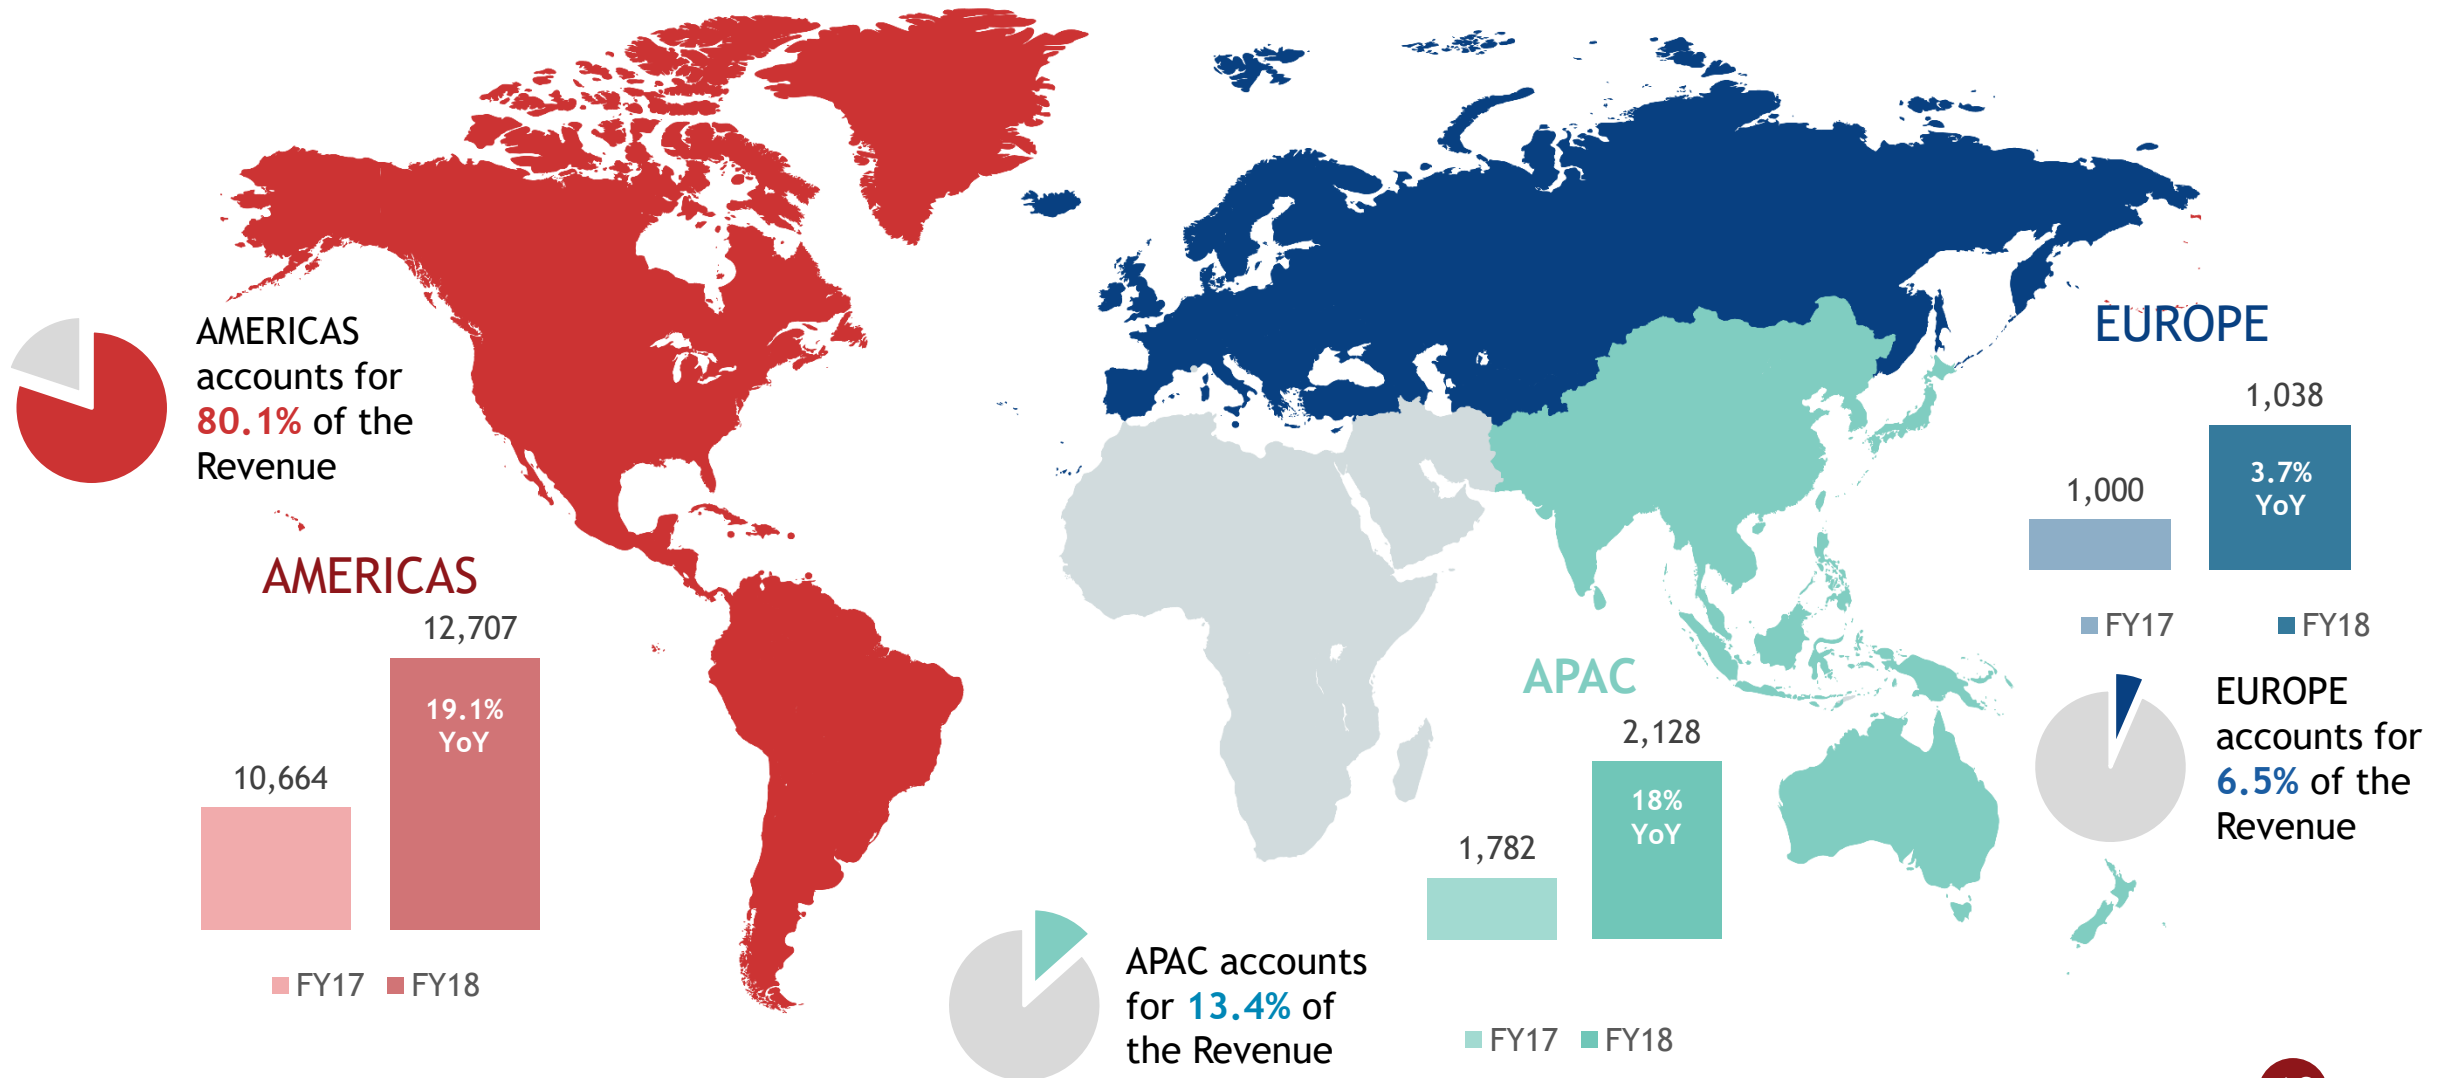 AMERICAS
accounts for
80.1% of the
Revenue
AMERICAS
12,707
19.1%
YoY
10,664
FY17 FY18
EUROPE
1,038
3.7%
YoY
1,000
FY17 FY18
EUROPE
accounts for
6.5% of the
Revenue
APAC
2,128
18%
YoY
1,782
FY17 FY18
APAC accounts
for 13.4% of
the Revenue